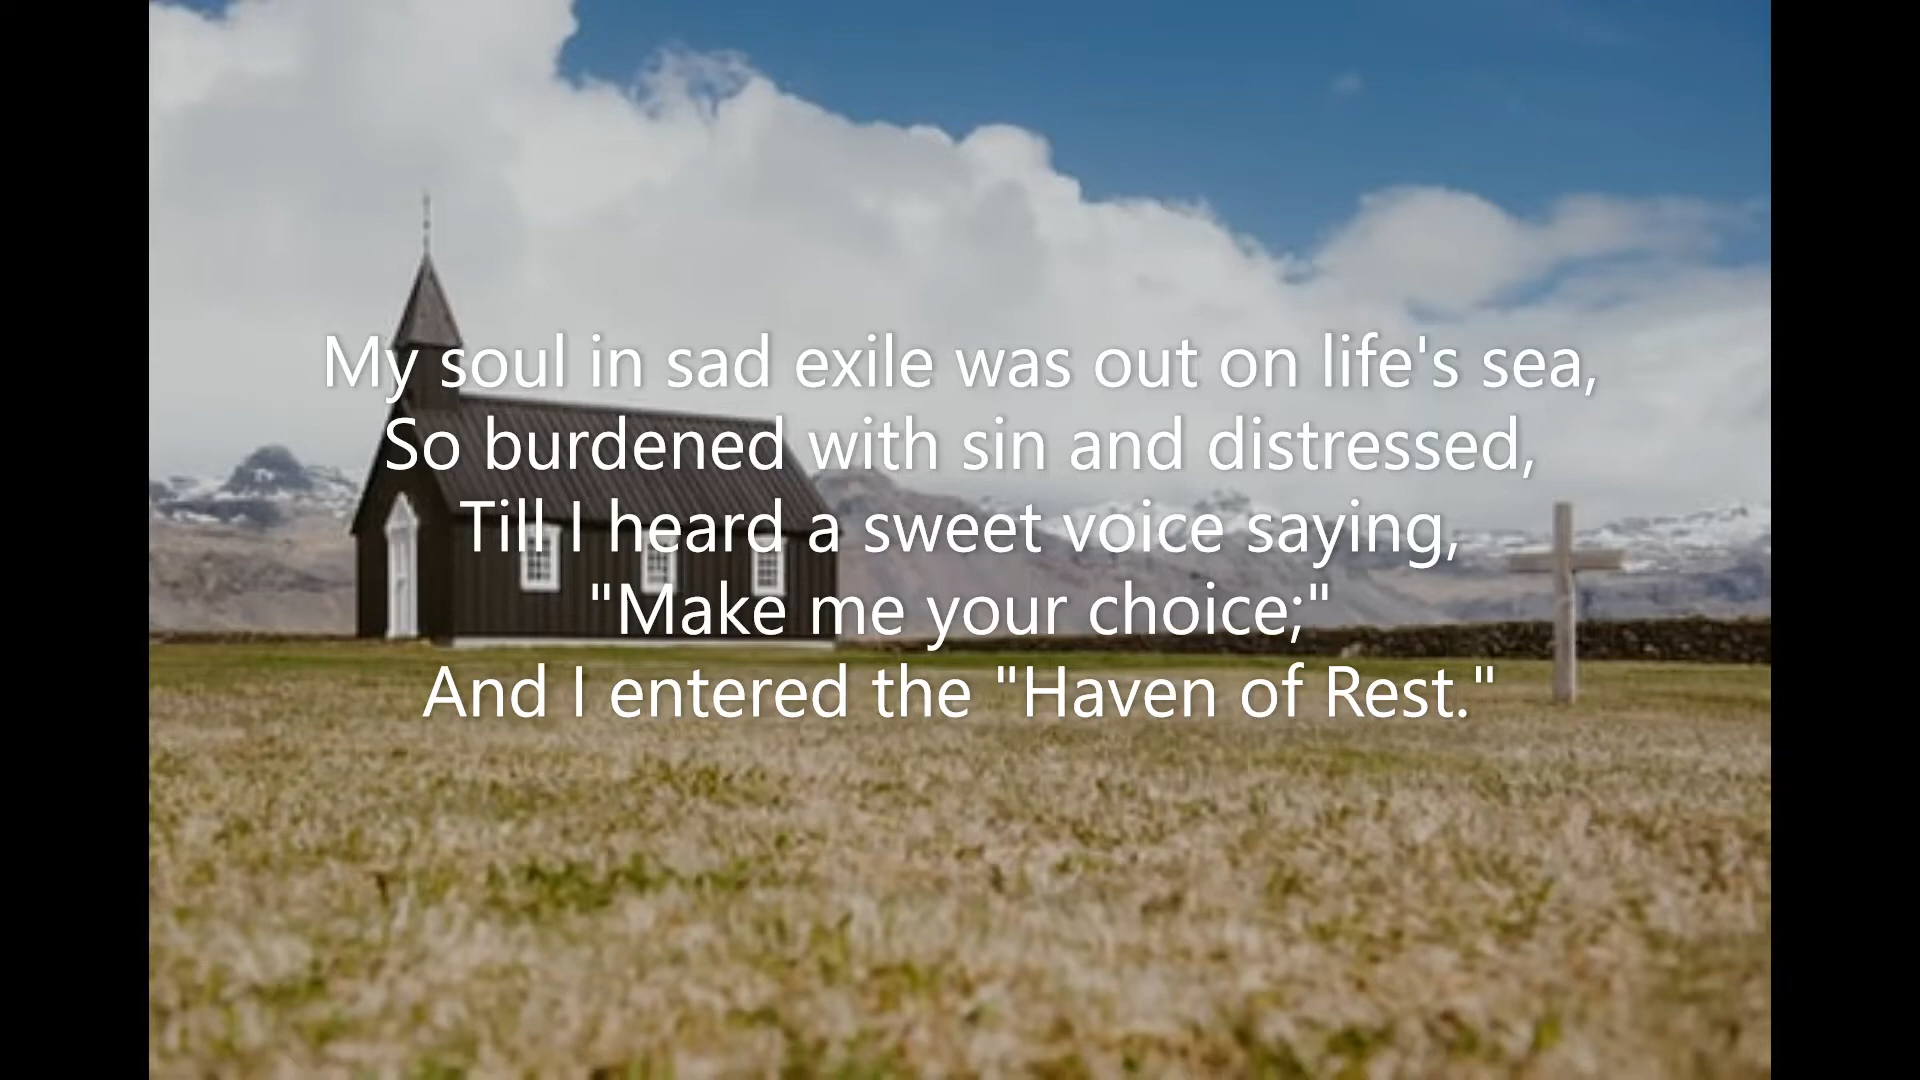 My soul in sad exile was out on life's sea,
So burdened with sin and distressed,
Till I heard a sweet voice saying,
"Make me your choice;"
And I entered the "Haven of Rest."